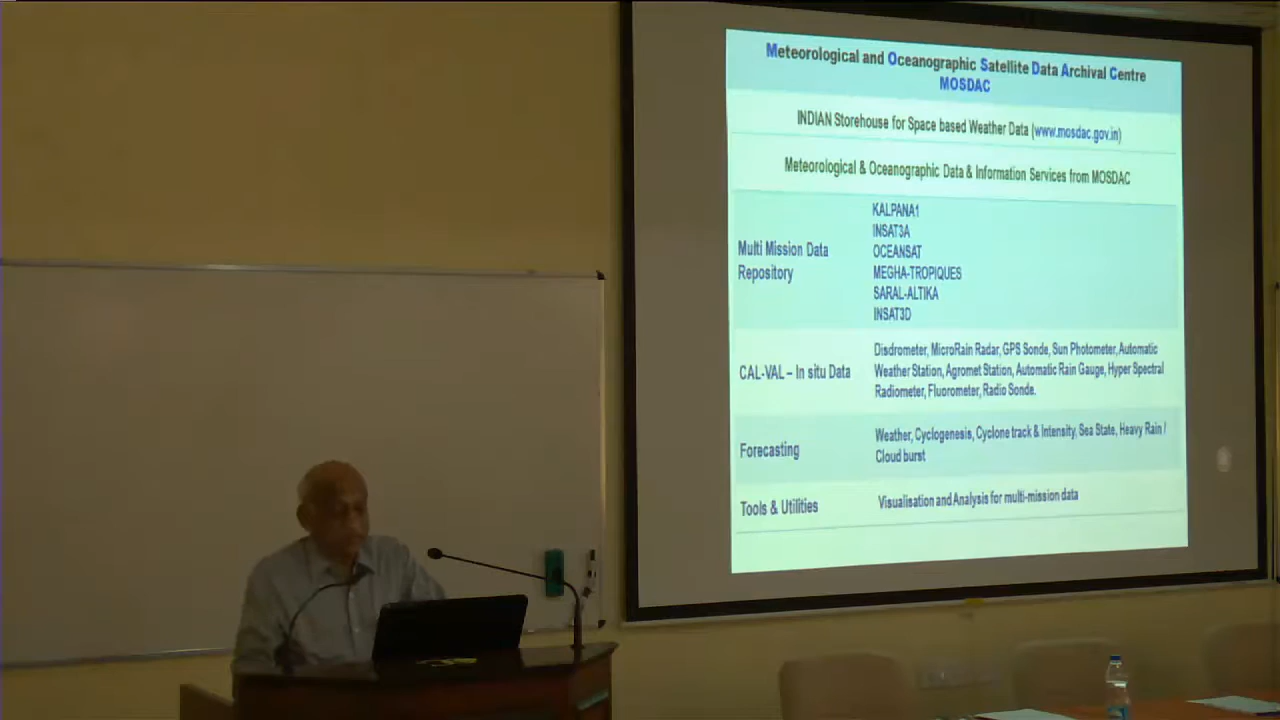 Meteorological and Oceanographic Satellite Data Archival Centre
MOSDAC
INDIAN Storehouse for Space based Weather Data (www.mosdac.gov.in)
Meteorological & Oceanographic Data & Information Services from MOSDAC
Multi Mission Data
Repository
KALPANA1
INSAT3A
OCEANSAT
MEGHA-TROPIQUES
SARAL-ALTIKA
INSAT3D
CAL-VAL – In situ Data
Disdrometer, MicroRain Radar, GPS Sonde, Sun Photometer, Automatic
Weather Station, Agromet Station, Automatic Rain Gauge, Hyper Spectral
Radiometer, Fluorometer, Radio Sonde.
Forecasting
Weather, Cyclogenesis, Cyclone track & Intensity, Sea State, Heavy Rain /
Cloud burst
Tools & Utilities
Visualisation and Analysis for multi-mission data